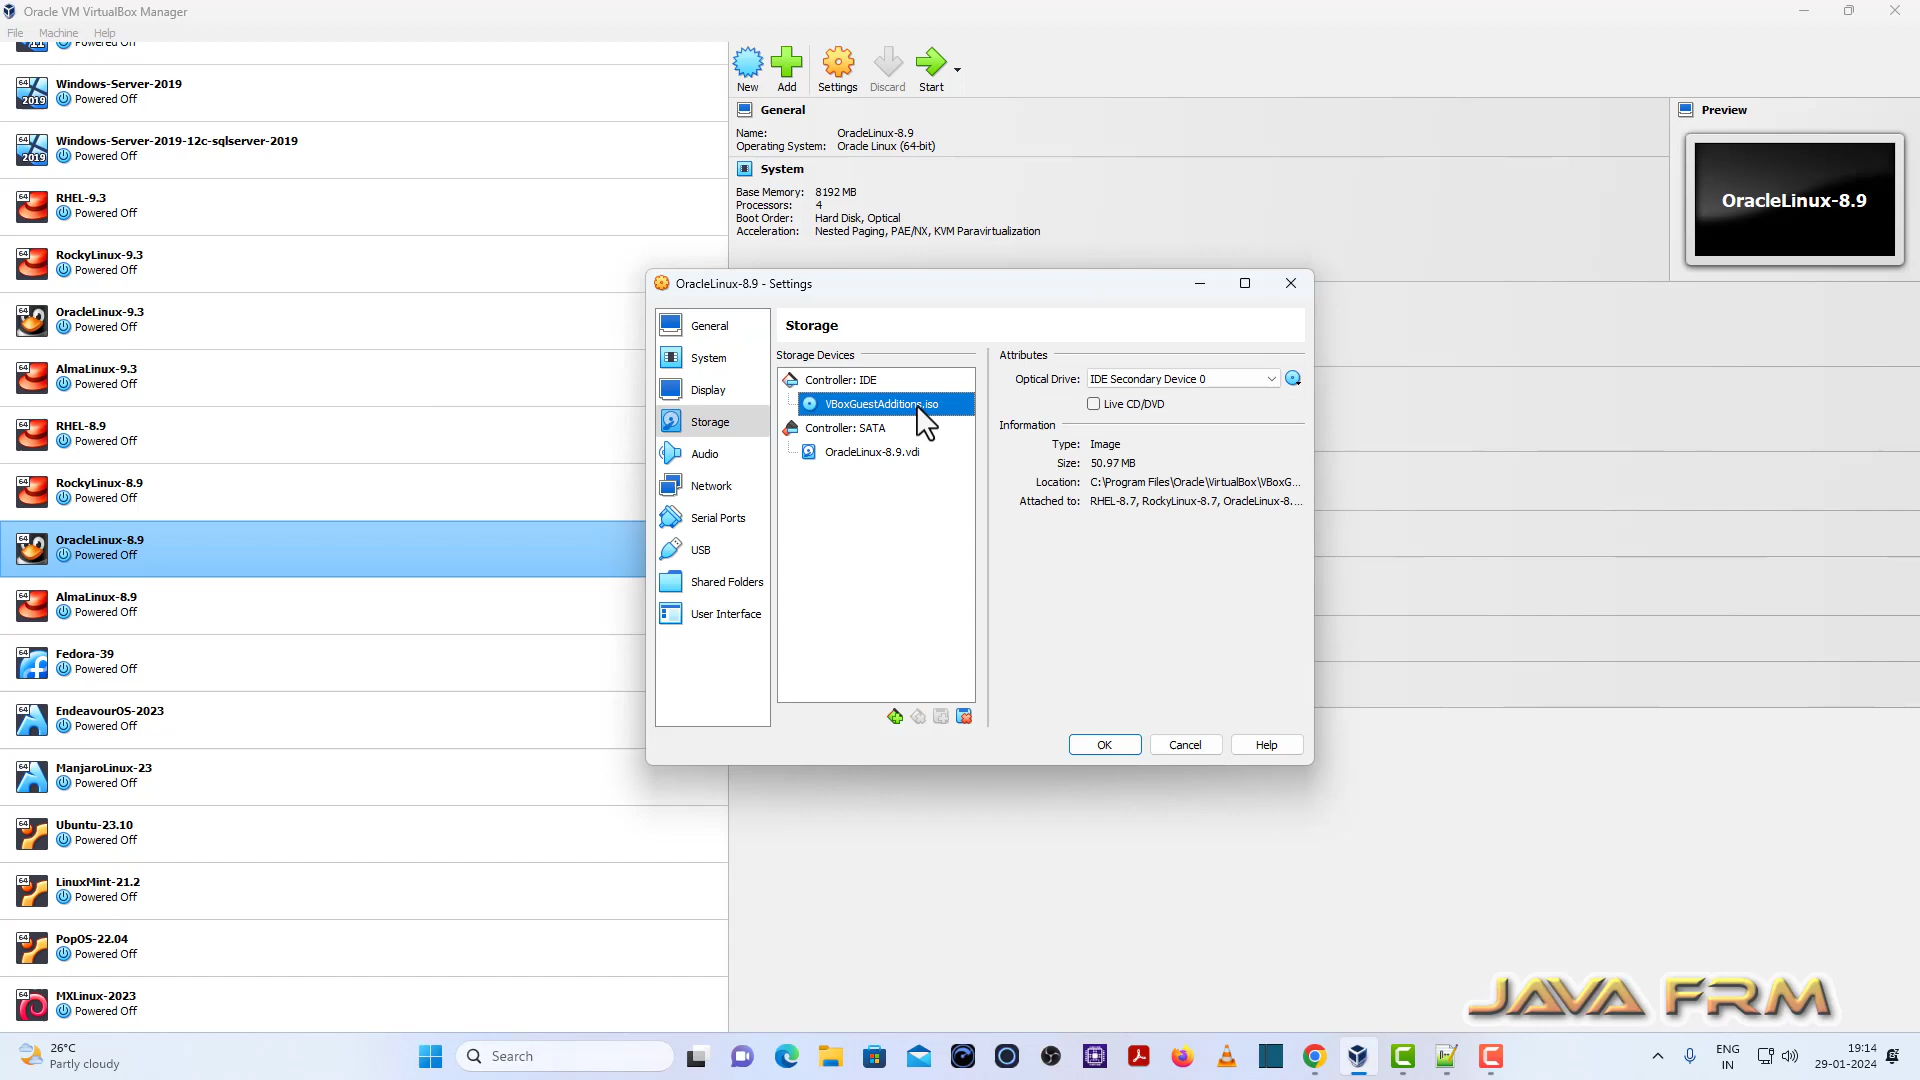 Oracle VM VirtualBox Manager
File Machine Help
Powered Off
Windows-Server-2019
Powered Off
Windows-Server-2019-12c-sqlserver-2019
Powered Off
RHEL-9.3
Powered Off
RockyLinux-9.3
Powered Off
OracleLinux-9.3
Powered Off
AlmaLinux-9.3
Powered Off
RHEL-8.9
Powered Off
RockyLinux-8.9
Powered Off
OracleLinux-8.9
Powered Off
AlmaLinux-8.9
Powered Off
Fedora-39
Powered Off
EndeavourOS-2023
Powered Off
ManjaroLinux-23
Powered Off
Ubuntu-23.10
Powered Off
LinuxMint-21.2
Powered Off
PopOS-22.04
Powered Off
MXLinux-2023
Powered Off
New Add Settings Discard Start
General
Name: OracleLinux-8.9
Operating System: Oracle Linux (64-bit)
System
Base Memory: 8192 MB
Processors: 4
Boot Order: Hard Disk, Optical
Acceleration: Nested Paging, PAE/NX, KVM Paravirtualization
Preview
OracleLinux-8.9
OracleLinux-8.9 - Settings
General
System
Display
Storage
Audio
Network
Serial Ports
USB
Shared Folders
User Interface
Storage
Storage Devices
Controller: IDE
VBoxGuestAdditions.iso
Controller: SATA
OracleLinux-8.9.vdi
Attributes
Optical Drive: IDE Secondary Device 0
Live CD/DVD
Information
Type: Image
Size: 50.97 MB
Location: C:\Program Files\Oracle\VirtualBox\VBoxG...
Attached to: RHEL-8.7, RockyLinux-8.7, OracleLinux-8....
OK Cancel Help
JAVA FRM
26°C
Partly cloudy
Search
ENG
IN
19:14
29-01-2024